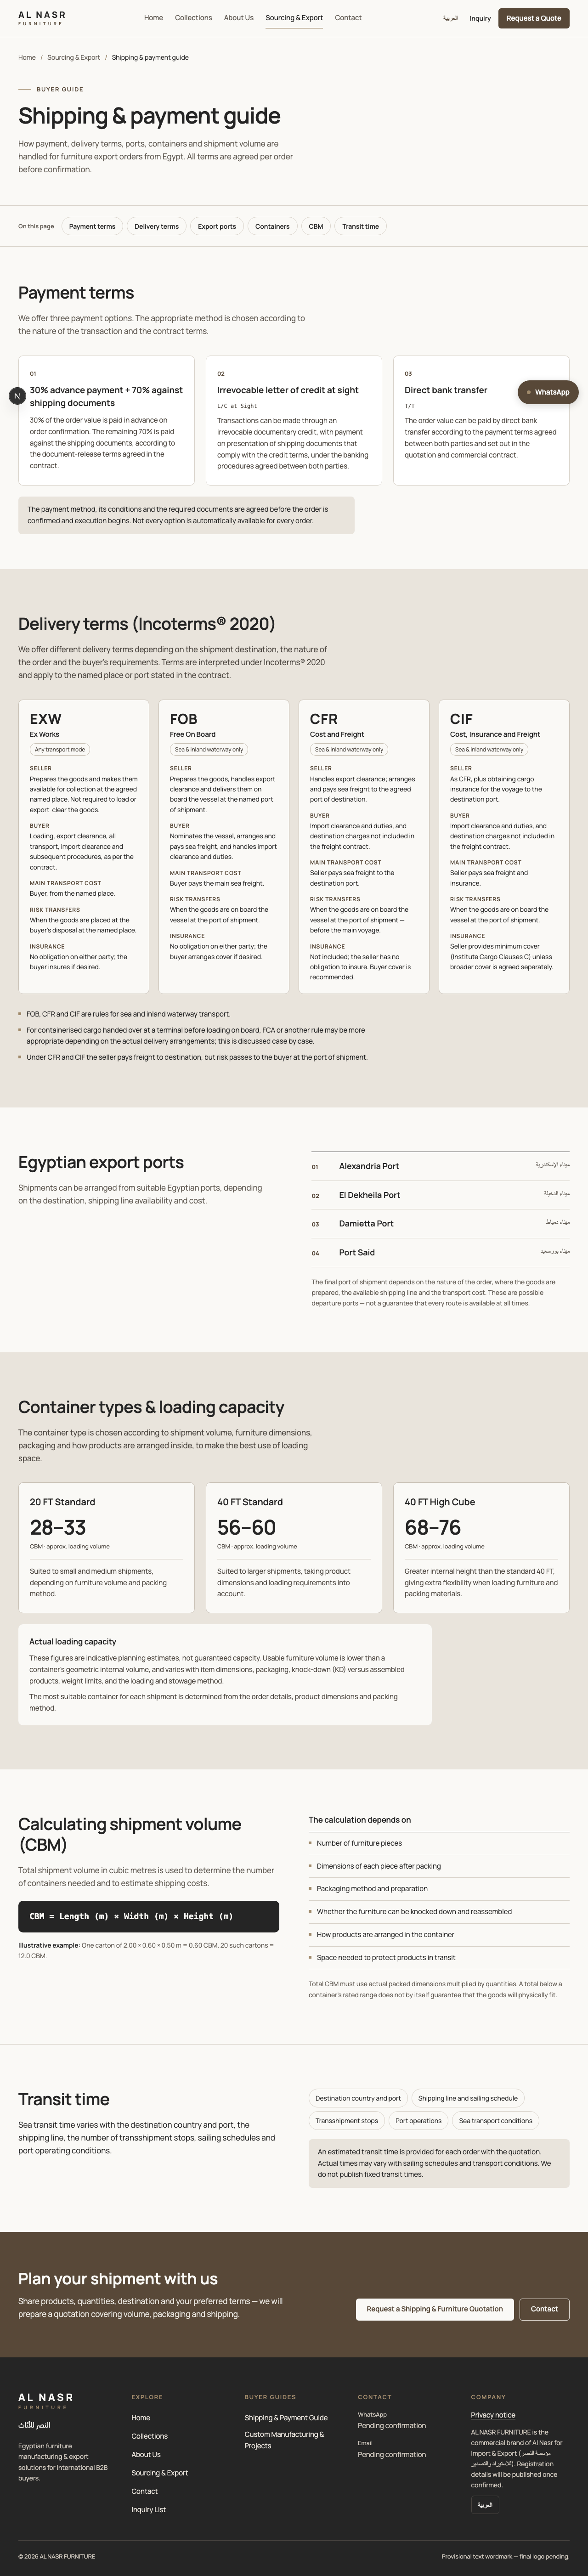 AL NASR
FURNITURE
Home
Collections
About Us
Sourcing & Export
Contact
العربية
Inquiry
Request a Quote
Home / Sourcing & Export / Shipping & payment guide
BUYER GUIDE
Shipping & payment guide
How payment, delivery terms, ports, containers and shipment volume are
handled for furniture export orders from Egypt. All terms are agreed per order
before confirmation.
On this page
Payment terms
Delivery terms
Export ports
Containers
CBM
Transit time
Payment terms
We offer three payment options. The appropriate method is chosen according to
the nature of the transaction and the contract terms.
01
30% advance payment + 70% against
shipping documents
30% of the order value is paid in advance on
order confirmation. The remaining 70% is paid
against the shipping documents, according to
the document-release terms agreed in the
contract.
02
Irrevocable letter of credit at sight
L/C at Sight
Transactions can be made through an
irrevocable documentary credit, with payment
on presentation of shipping documents that
comply with the credit terms, under the banking
procedures agreed between both parties.
03
Direct bank transfer
T/T
The order value can be paid by direct bank
transfer according to the payment terms agreed
between both parties and set out in the
quotation and commercial contract.
N
WhatsApp
The payment method, its conditions and the required documents are agreed before the order is
confirmed and execution begins. Not every option is automatically available for every order.
Delivery terms (Incoterms® 2020)
We offer different delivery terms depending on the shipment destination, the nature of
the order and the buyer's requirements. Terms are interpreted under Incoterms® 2020
and apply to the named place or port stated in the contract.
EXW
Ex Works
Any transport mode
SELLER
Prepares the goods and makes them
available for collection at the agreed
named place. Not required to load or
export-clear the goods.
BUYER
Loading, export clearance, all
transport, import clearance and
subsequent procedures, as per the
contract.
MAIN TRANSPORT COST
Buyer, from the named place.
RISK TRANSFERS
When the goods are placed at the
buyer's disposal at the named place.
INSURANCE
No obligation on either party; the
buyer insures if desired.
FOB
Free On Board
Sea & inland waterway only
SELLER
Prepares the goods, handles export
clearance and delivers them on
board the vessel at the named port
of shipment.
BUYER
Nominates the vessel, arranges and
pays sea freight, and handles import
clearance and duties.
MAIN TRANSPORT COST
Buyer pays the main sea freight.
RISK TRANSFERS
When the goods are on board the
vessel at the port of shipment.
INSURANCE
No obligation on either party; the
buyer arranges cover if desired.
CFR
Cost and Freight
Sea & inland waterway only
SELLER
Handles export clearance; arranges
and pays sea freight to the agreed
port of destination.
BUYER
Import clearance and duties, and
destination charges not included in
the freight contract.
MAIN TRANSPORT COST
Seller pays sea freight to the
destination port.
RISK TRANSFERS
When the goods are on board the
vessel at the port of shipment —
before the main voyage.
INSURANCE
Not included; the seller has no
obligation to insure. Buyer cover is
recommended.
CIF
Cost, Insurance and Freight
Sea & inland waterway only
SELLER
As CFR, plus obtaining cargo
insurance for the voyage to the
destination port.
BUYER
Import clearance and duties, and
destination charges not included in
the freight contract.
MAIN TRANSPORT COST
Seller pays sea freight and
insurance.
RISK TRANSFERS
When the goods are on board the
vessel at the port of shipment.
INSURANCE
Seller provides minimum cover
(Institute Cargo Clauses C) unless
broader cover is agreed separately.
FOB, CFR and CIF are rules for sea and inland waterway transport.
For containerised cargo handed over at a terminal before loading on board, FCA or another rule may be more
appropriate depending on the actual delivery arrangements; this is discussed case by case.
Under CFR and CIF the seller pays freight to destination, but risk passes to the buyer at the port of shipment.
Egyptian export ports
Shipments can be arranged from suitable Egyptian ports, depending
on the destination, shipping line availability and cost.
01 Alexandria Port ميناء الإسكندرية
02 El Dekheila Port ميناء الدخيلة
03 Damietta Port ميناء دمياط
04 Port Said ميناء بورسعيد
The final port of shipment depends on the nature of the order, where the goods are
prepared, the available shipping line and the transport cost. These are possible
departure ports — not a guarantee that every route is available at all times.
Container types & loading capacity
The container type is chosen according to shipment volume, furniture dimensions,
packaging and how products are arranged inside, to make the best use of loading
space.
20 FT Standard
28–33
CBM · approx. loading volume
Suited to small and medium shipments,
depending on furniture volume and packing
method.
40 FT Standard
56–60
CBM · approx. loading volume
Suited to larger shipments, taking product
dimensions and loading requirements into
account.
40 FT High Cube
68–76
CBM · approx. loading volume
Greater internal height than the standard 40 FT,
giving extra flexibility when loading furniture and
packing materials.
Actual loading capacity
These figures are indicative planning estimates, not guaranteed capacity. Usable furniture volume is lower than a
container's geometric internal volume, and varies with item dimensions, packaging, knock-down (KD) versus assembled
products, weight limits, and the loading and stowage method.
The most suitable container for each shipment is determined from the order details, product dimensions and packing
method.
Calculating shipment volume
(CBM)
Total shipment volume in cubic metres is used to determine the number
of containers needed and to estimate shipping costs.
CBM = Length (m) × Width (m) × Height (m)
Illustrative example: One carton of 2.00 × 0.60 × 0.50 m = 0.60 CBM. 20 such cartons =
12.0 CBM.
The calculation depends on
Number of furniture pieces
Dimensions of each piece after packing
Packaging method and preparation
Whether the furniture can be knocked down and reassembled
How products are arranged in the container
Space needed to protect products in transit
Total CBM must use actual packed dimensions multiplied by quantities. A total below a
container's rated range does not by itself guarantee that the goods will physically fit.
Transit time
Sea transit time varies with the destination country and port, the
shipping line, the number of transshipment stops, sailing schedules and
port operating conditions.
Destination country and port
Shipping line and sailing schedule
Transshipment stops
Port operations
Sea transport conditions
An estimated transit time is provided for each order with the quotation.
Actual times may vary with sailing schedules and transport conditions. We
do not publish fixed transit times.
Plan your shipment with us
Share products, quantities, destination and your preferred terms — we will
prepare a quotation covering volume, packaging and shipping.
Request a Shipping & Furniture Quotation
Contact
AL NASR
FURNITURE
النصر للأثاث
Egyptian furniture
manufacturing & export
solutions for international B2B
buyers.
EXPLORE
Home
Collections
About Us
Sourcing & Export
Contact
Inquiry List
BUYER GUIDES
Shipping & Payment Guide
Custom Manufacturing &
Projects
CONTACT
WhatsApp
Pending confirmation
Email
Pending confirmation
COMPANY
Privacy notice
AL NASR FURNITURE is the
commercial brand of Al Nasr for
Import & Export (مؤسسة النصر
للاستيراد والتصدير). Registration
details will be published once
confirmed.
العربية
© 2026 AL NASR FURNITURE
Provisional text wordmark — final logo pending.